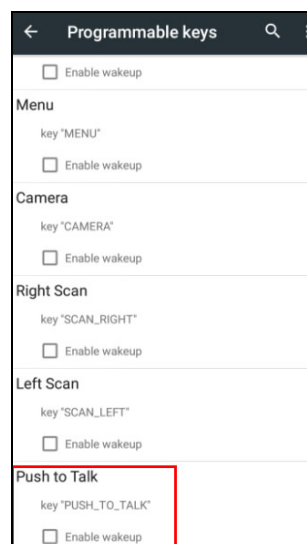 Programmable keys
Enable wakeup
Menu
key "MENU"
Enable wakeup
Camera
key "CAMERA"
Enable wakeup
Right Scan
key "SCAN_RIGHT"
Enable wakeup
Left Scan
key "SCAN_LEFT"
Enable wakeup
Push to Talk
key "PUSH_TO_TALK"
Enable wakeup